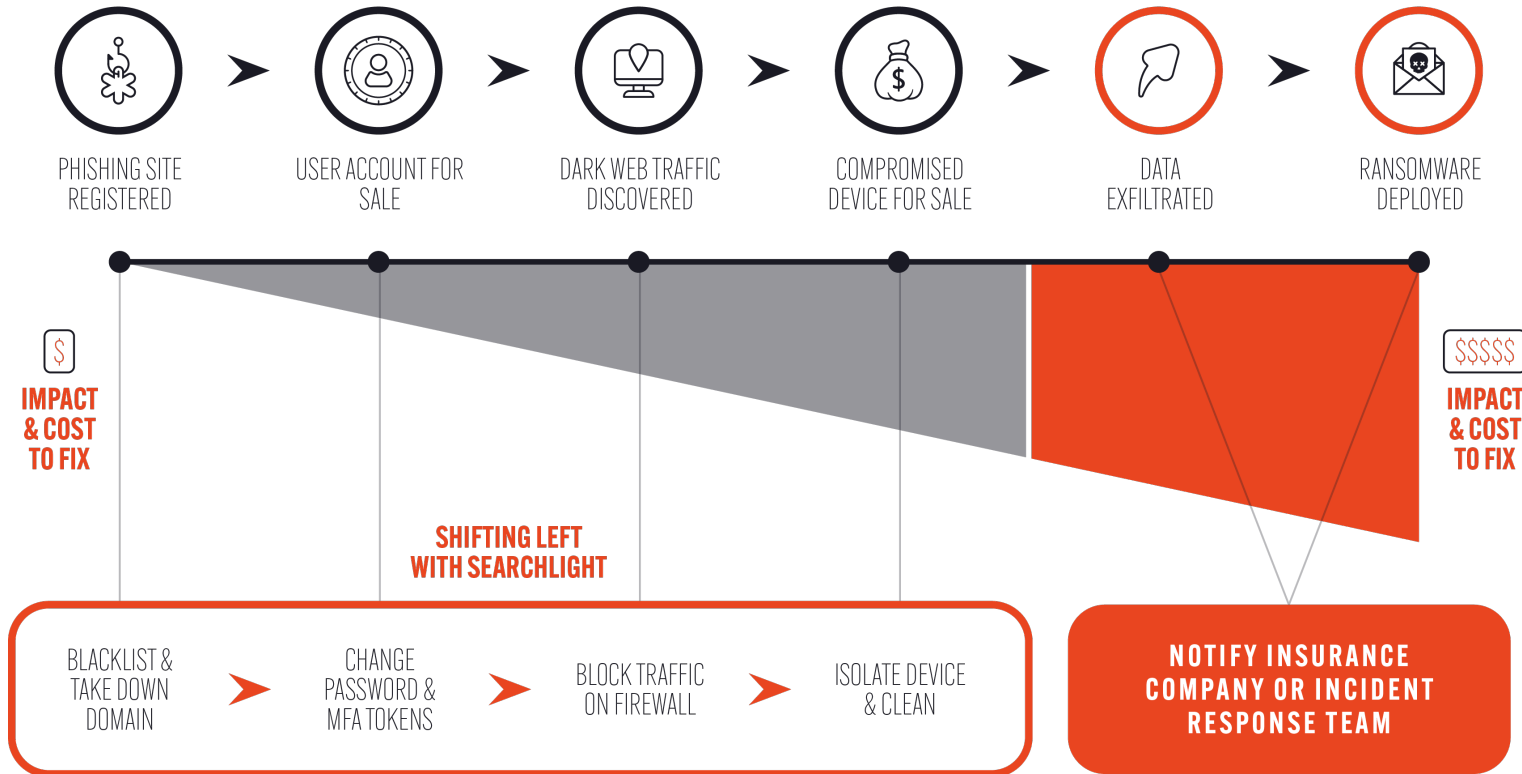 $
PHISHING SITE
REGISTERED
USER ACCOUNT FOR
SALE
DARK WEB TRAFFIC
DISCOVERED
COMPROMISED
DEVICE FOR SALE
DATA
EXFILTRATED
RANSOMWARE
DEPLOYED
$
IMPACT
& COST
TO FIX
$$$$$
IMPACT
& COST
TO FIX
SHIFTING LEFT
WITH SEARCHLIGHT
BLACKLIST &
TAKE DOWN
DOMAIN
CHANGE
PASSWORD &
MFA TOKENS
BLOCK TRAFFIC
ON FIREWALL
ISOLATE DEVICE
& CLEAN
NOTIFY INSURANCE
COMPANY OR INCIDENT
RESPONSE TEAM